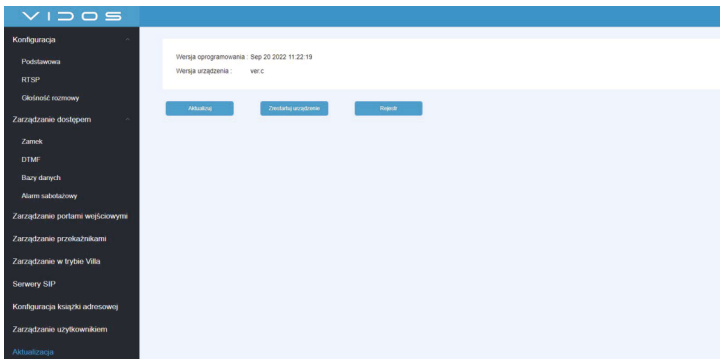 VIDOS
Konfiguracja
Podstawowa
RTSP
Głośność rozmowy
Zarządzanie dostępem
Zamek
DTMF
Bazy danych
Alarm sabotażowy
Zarządzanie portami wejściowymi
Zarządzanie przekaźnikami
Zarządzanie w trybie Villa
Serwery SIP
Konfiguracja książki adresowej
Zarządzanie użytkownikiem
Aktualizacja
Wersja oprogramowania : Sep 20 2022 11:22:19
Wersja urządzenia : ver.c
Aktualizuj Zrestartuj urządzenie Rejestr